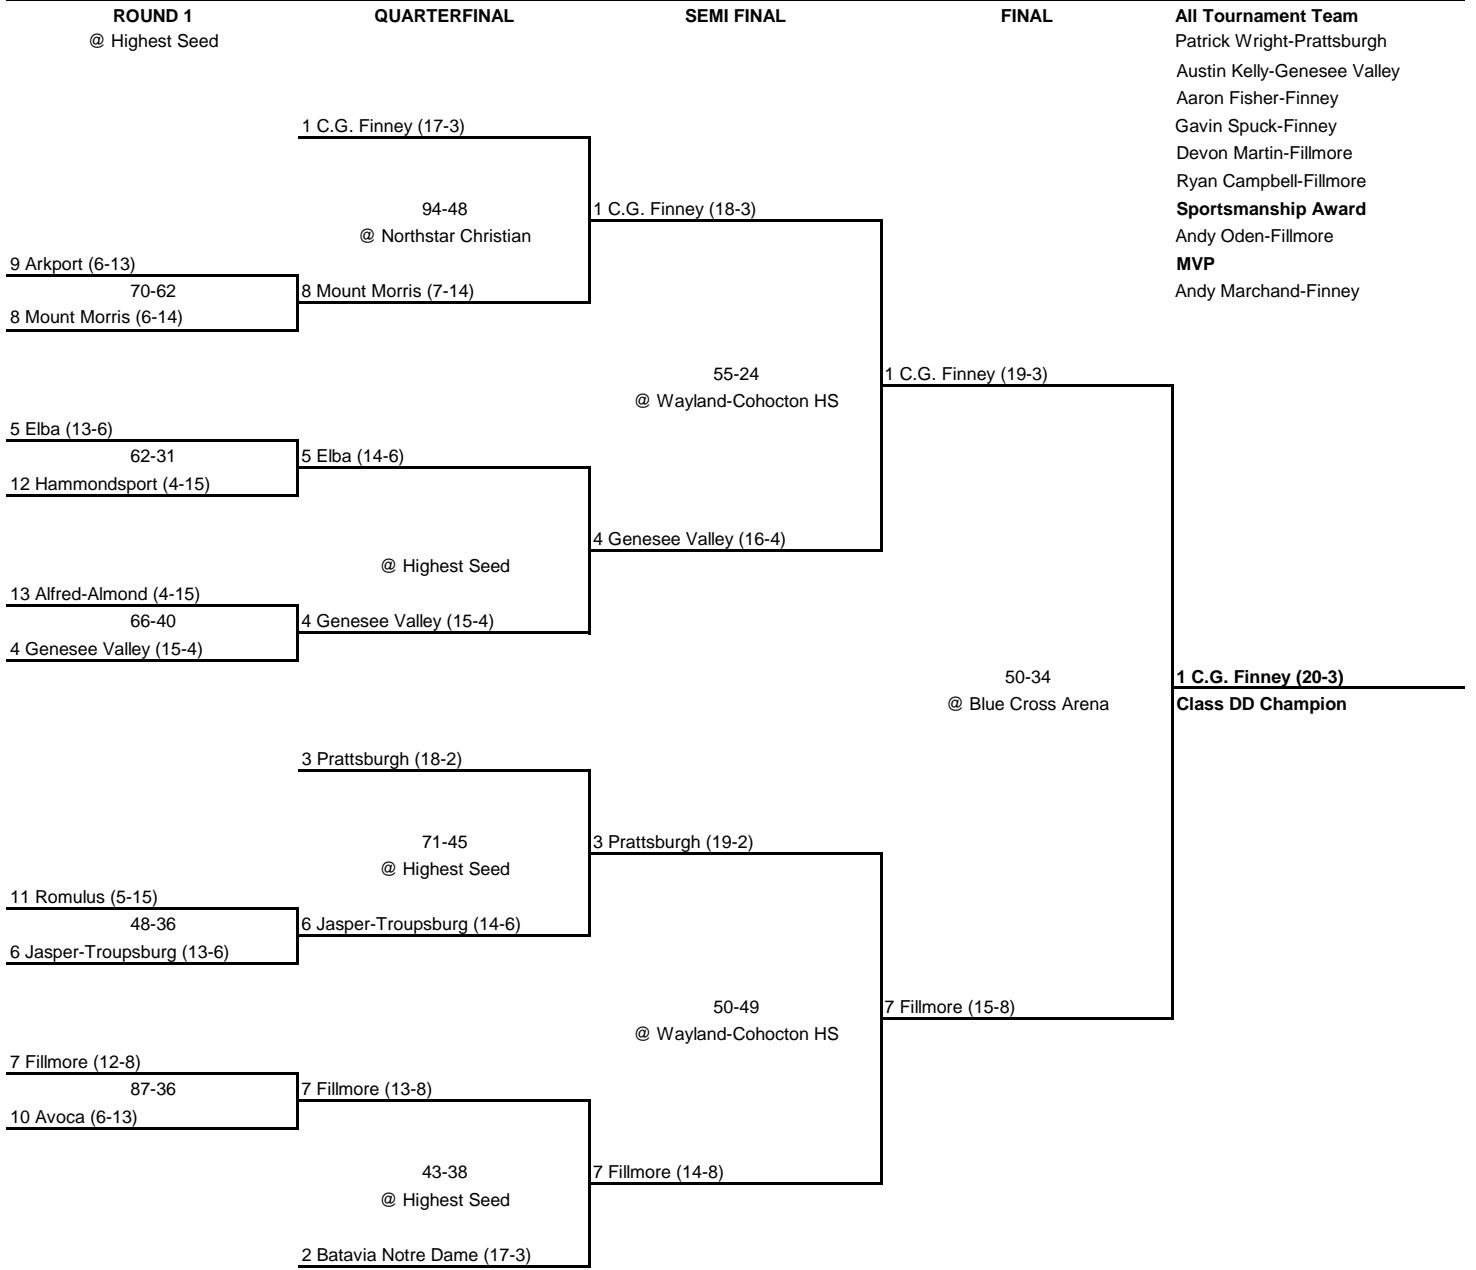 ROUND 1
@ Highest Seed
QUARTERFINAL
SEMI FINAL
FINAL
All Tournament Team
Patrick Wright-Prattsburgh
Austin Kelly-Genesee Valley
Aaron Fisher-Finney
Gavin Spuck-Finney
Devon Martin-Fillmore
Ryan Campbell-Fillmore
Sportsmanship Award
Andy Oden-Fillmore
MVP
Andy Marchand-Finney
1 C.G. Finney (17-3)
94-48
@ Northstar Christian
1 C.G. Finney (18-3)
9 Arkport (6-13)
70-62
8 Mount Morris (6-14)
8 Mount Morris (7-14)
55-24
@ Wayland-Cohocton HS
1 C.G. Finney (19-3)
5 Elba (13-6)
62-31
12 Hammondsport (4-15)
5 Elba (14-6)
@ Highest Seed
4 Genesee Valley (16-4)
13 Alfred-Almond (4-15)
66-40
4 Genesee Valley (15-4)
4 Genesee Valley (15-4)
50-34
@ Blue Cross Arena
1 C.G. Finney (20-3)
Class DD Champion
3 Prattsburgh (18-2)
71-45
@ Highest Seed
3 Prattsburgh (19-2)
11 Romulus (5-15)
48-36
6 Jasper-Troupsburg (13-6)
6 Jasper-Troupsburg (14-6)
50-49
@ Wayland-Cohocton HS
7 Fillmore (15-8)
7 Fillmore (12-8)
87-36
10 Avoca (6-13)
7 Fillmore (13-8)
43-38
@ Highest Seed
7 Fillmore (14-8)
2 Batavia Notre Dame (17-3)